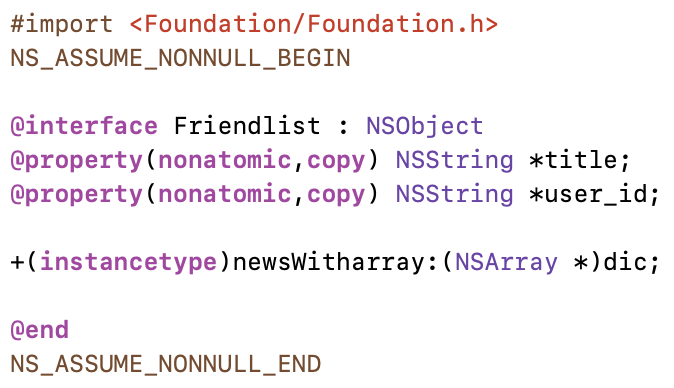 #import <Foundation/Foundation.h>
NS_ASSUME_NONNULL_BEGIN
@interface Friendlist : NSObject
@property(nonatomic,copy) NSString *title;
@property(nonatomic,copy) NSString *user_id;
+(instancetype)newsWitharray:(NSArray *)dic;
@end
NS_ASSUME_NONNULL_END